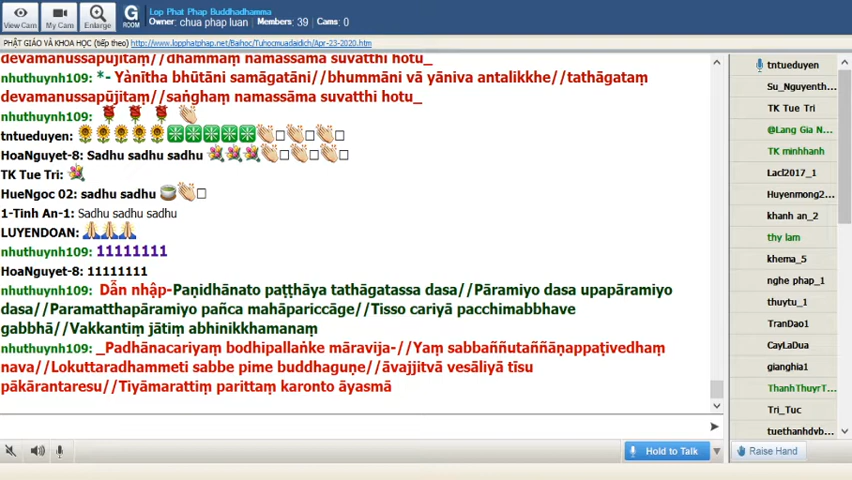 Lop Phat Phap Buddhadhamma
Owner: chua phap luan Members: 39 Cams: 0
View Cam
My Cam
Enlarge
G
ROOM
PHẬT GIÁO VÀ KHOA HỌC (tiếp theo) http://www.lopphatphap.net/Baihoc/Tuhocmuadaidich/Apr-23-2020.htm
devamanussapūjitaṃ//dhammaṃ namassāma suvatthi hotu_
nhuthuynh109: *- Yànītha bhūtāni samāgatāni//bhummāni vā yāniva antalikkhe//tathāgataṃ
devamanussapūjitaṃ//saṅghaṃ namassāma suvatthi hotu_
nhuthuynh109:
tntueduyen:
HoaNguyet-8: Sadhu sadhu sadhu
TK Tue Tri:
HueNgoc 02: sadhu sadhu
1-Tinh An-1: Sadhu sadhu sadhu
LUYENDOAN:
nhuthuynh109: 11111111
HoaNguyet-8: 11111111
nhuthuynh109: Dẫn nhập-Paṇidhānato paṭṭhāya tathāgatassa dasa//Pāramiyo dasa upapāramiyo
dasa//Paramatthapāramiyo pañca mahāpariccāge//Tisso cariyā pacchimabbhave
gabbhā//Vakkantiṃ jātiṃ abhinikkhamanaṃ
nhuthuynh109: _Padhānacariyaṃ bodhipallaṅke māravija-//Yaṃ sabbaññutaññāṇappaṭivedhaṃ
nava//Lokuttaradhammeti sabbe pime buddhaguṇe//āvajjitvā vesāliyā tīsu
pākārantaresu//Tiyāmarattiṃ parittaṃ karonto āyasmā
Hold to Talk
Raise Hand
tntueduyen
Su_Nguyenth...
TK Tue Tri
@Lang Gia N...
TK minhhanh
Lacl2017_1
Huyenmong2...
khanh an_2
thy lam
khema_5
nghe phap_1
thuytu_1
TranDao1
CayLaDua
gianghia1
ThanhThuyrT...
Tri_Tuc
tuethanhdvb...